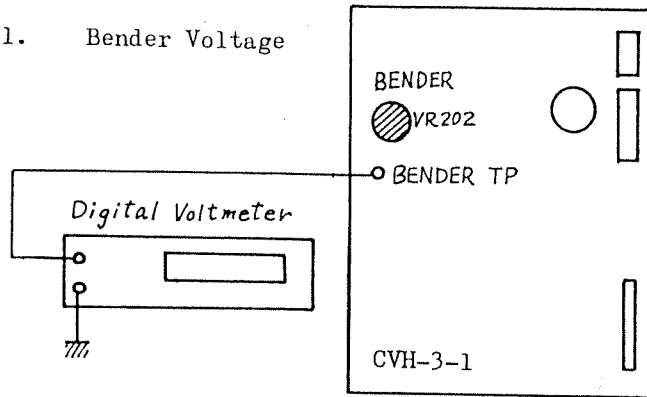 1. Bender Voltage
BENDER
VR202
BENDER TP
Digital Voltmeter
CVH-3-1